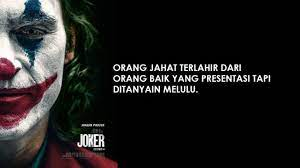 ORANG JAHAT TERLAHIR DARI
ORANG BAIK YANG PRESENTASI TAPI
DITANYAIN MELULU.
JOKER